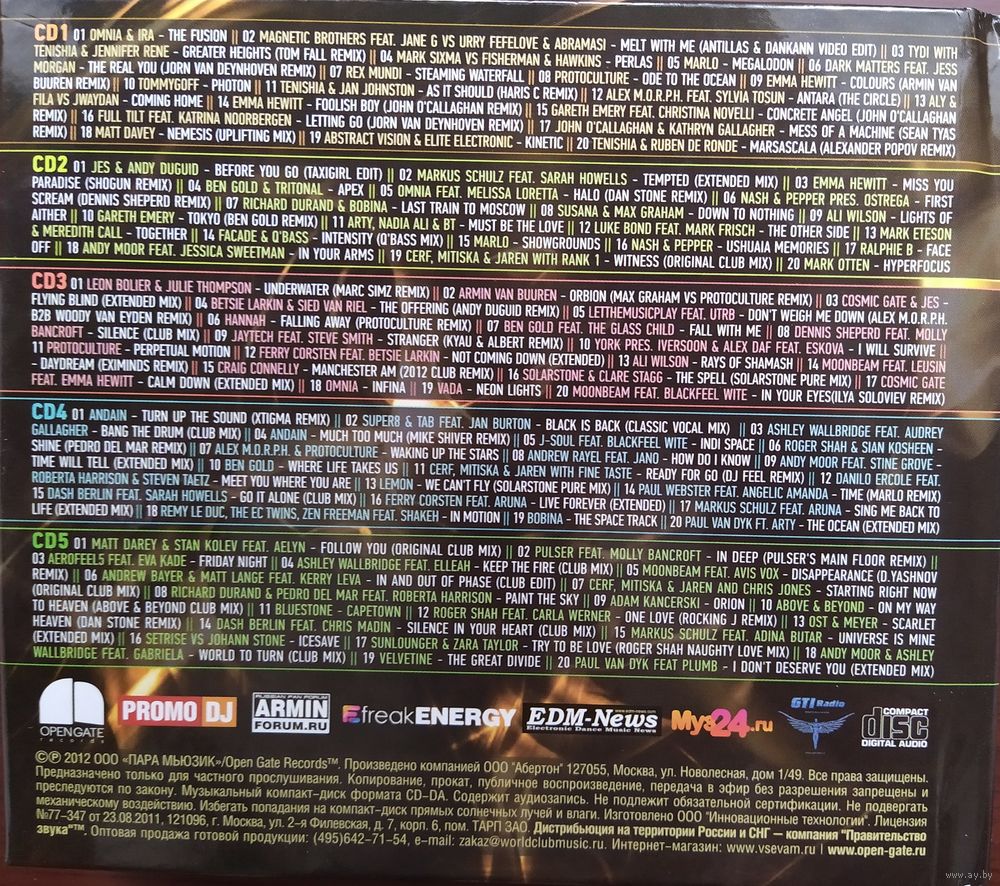 CD1 01 OMNIA & IRA - THE FUSION || 02 MAGNETIC BROTHERS FEAT. JANE G VS URRY FEFELOVE & ABRAMASI - MELT WITH ME (ANTILLAS & DANKANN VIDEO EDIT) || 03 TYDI WITH
TENISHIA & JENNIFER RENE - GREATER HEIGHTS (TOM FALL REMIX) || 04 MARK SIXMA VS FISHERMAN & HAWKINS - PERLAS || 05 MARLO - MEGALODON || 06 DARK MATTERS FEAT. JESS
MORGAN - THE REAL YOU (JORN VAN DEYNHOVEN REMIX) || 07 REX MUNDI - STEAMING WATERFALL || 08 PROTOCULTURE - ODE TO THE OCEAN || 09 EMMA HEWITT - COLOURS (ARMIN VAN
BUUREN REMIX) || 10 TOMMYGOFF - PHOTON || 11 TENISHIA & JAN JOHNSTON - AS IT SHOULD (HARIS C REMIX) || 12 ALEX M.O.R.P.H. FEAT. SYLVIA TOSUN - ANTARA (THE CIRCLE) || 13 ALY &
FILA VS JWAYDAN - COMING HOME || 14 EMMA HEWITT - FOOLISH BOY (JOHN O'CALLAGHAN REMIX) || 15 GARETH EMERY FEAT. CHRISTINA NOVELLI - CONCRETE ANGEL (JOHN O'CALLAGHAN
REMIX) || 16 FULL TILT FEAT. KATRINA NOORBERGEN - LETTING GO (JORN VAN DEYNHOVEN REMIX) || 17 JOHN O'CALLAGHAN & KATHRYN GALLAGHER - MESS OF A MACHINE (SEAN TYAS
REMIX) || 18 MATT DAVEY - NEMESIS (UPLIFTING MIX) || 19 ABSTRACT VISION & ELITE ELECTRONIC - KINETIC || 20 TENISHIA & RUBEN DE RONDE - MARSASCALA (ALEXANDER POPOV REMIX)
CD2 01 JES & ANDY DUGUID - BEFORE YOU GO (TAXIGIRL EDIT) || 02 MARKUS SCHULZ FEAT. SARAH HOWELLS - TEMPTED (EXTENDED MIX) || 03 EMMA HEWITT - MISS YOU
PARADISE (SHOGUN REMIX) || 04 BEN GOLD & TRITONAL - APEX || 05 OMNIA FEAT. MELISSA LORETTA - HALO (DAN STONE REMIX) || 06 NASH & PEPPER PRES. OSTREGA - FIRST
SCREAM (DENNIS SHEPERD REMIX) || 07 RICHARD DURAND & BOBINA - LAST TRAIN TO MOSCOW || 08 SUSANA & MAX GRAHAM - DOWN TO NOTHING || 09 ALI WILSON - LIGHTS OF
AITHER || 10 GARETH EMERY - TOKYO (BEN GOLD REMIX) || 11 ARTY, NADIA ALI & BT - MUST BE THE LOVE || 12 LUKE BOND FEAT. MARK FRISCH - THE OTHER SIDE || 13 MARK ETESON
& MEREDITH CALL - TOGETHER || 14 FACADE & Q'BASS - INTENSITY (Q'BASS MIX) || 15 MARLO - SHOWGROUNDS || 16 NASH & PEPPER - USHUAIA MEMORIES || 17 RALPHIE B - FACE
OFF || 18 ANDY MOOR FEAT. JESSICA SWEETMAN - IN YOUR ARMS || 19 CERF, MITISKA & JAREN WITH RANK 1 - WITNESS (ORIGINAL CLUB MIX) || 20 MARK OTTEN - HYPERFOCUS
CD3 01 LEON BOLIER & JULIE THOMPSON - UNDERWATER (MARC SIMZ REMIX) || 02 ARMIN VAN BUUREN - ORBION (MAX GRAHAM VS PROTOCULTURE REMIX) || 03 COSMIC GATE & JES -
FLYING BLIND (EXTENDED MIX) || 04 BETSIE LARKIN & SIED VAN RIEL - THE OFFERING (ANDY DUGUID REMIX) || 05 LETTHEMUSICPLAY FEAT. UTRB - DON'T WEIGH ME DOWN (ALEX M.O.R.P.H.
B2B WOODY VAN EYDEN REMIX) || 06 HANNAH - FALLING AWAY (PROTOCULTURE REMIX) || 07 BEN GOLD FEAT. THE GLASS CHILD - FALL WITH ME || 08 DENNIS SHEPERD FEAT. MOLLY
BANCROFT - SILENCE (CLUB MIX) || 09 JAYTECH FEAT. STEVE SMITH - STRANGER (KYAU & ALBERT REMIX) || 10 YORK PRES. IVERSOON & ALEX DAF FEAT. ESKOVA - I WILL SURVIVE ||
11 PROTOCULTURE - PERPETUAL MOTION || 12 FERRY CORSTEN FEAT. BETSIE LARKIN - NOT COMING DOWN (EXTENDED) || 13 ALI WILSON - RAYS OF SHAMASH || 14 MOONBEAM FEAT. LEUSIN
- DAYDREAM (EXIMINDS REMIX) || 15 CRAIG CONNELLY - MANCHESTER AM (2012 CLUB REMIX) || 16 SOLARSTONE & CLARE STAGG - THE SPELL (SOLARSTONE PURE MIX) || 17 COSMIC GATE
FEAT. EMMA HEWITT - CALM DOWN (EXTENDED MIX) || 18 OMNIA - INFINA || 19 VADA - NEON LIGHTS || 20 MOONBEAM FEAT. BLACKFEEL WITE - IN YOUR EYES(ILYA SOLOVIEV REMIX)
CD4 01 ANDAIN - TURN UP THE SOUND (XTIGMA REMIX) || 02 SUPER8 & TAB FEAT. JAN BURTON - BLACK IS BACK (CLASSIC VOCAL MIX) || 03 ASHLEY WALLBRIDGE FEAT. AUDREY
GALLAGHER - BANG THE DRUM (CLUB MIX) || 04 ANDAIN - MUCH TOO MUCH (MIKE SHIVER REMIX) || 05 J-SOUL FEAT. BLACKFEEL WITE - INDI SPACE || 06 ROGER SHAH & SIAN KOSHEEN -
SHINE (PEDRO DEL MAR REMIX) || 07 ALEX M.O.R.P.H. & PROTOCULTURE - WAKING UP THE STARS || 08 ANDREW RAYEL FEAT. JANO - HOW DO I KNOW || 09 ANDY MOOR FEAT. STINE GROVE -
TIME WILL TELL (EXTENDED MIX) || 10 BEN GOLD - WHERE LIFE TAKES US || 11 CERF, MITISKA & JAREN WITH FINE TASTE - READY FOR GO (DJ FEEL REMIX) || 12 DANILO ERCOLE FEAT.
ROBERTA HARRISON & STEVEN TAETZ - MEET YOU WHERE YOU ARE || 13 LEMON - WE CAN'T FLY (SOLARSTONE PURE MIX) || 14 PAUL WEBSTER FEAT. ANGELIC AMANDA - TIME (MARLO REMIX)
15 DASH BERLIN FEAT. SARAH HOWELLS - GO IT ALONE (CLUB MIX) || 16 FERRY CORSTEN FEAT. ARUNA - LIVE FOREVER (EXTENDED) || 17 MARKUS SCHULZ FEAT. ARUNA - SING ME BACK TO
LIFE (EXTENDED MIX) || 18 REMY LE DUC, THE EC TWINS, ZEN FREEMAN FEAT. SHAKEH - IN MOTION || 19 BOBINA - THE SPACE TRACK || 20 PAUL VAN DYK FT. ARTY - THE OCEAN (EXTENDED MIX)
CD5 01 MATT DAREY & STAN KOLEV FEAT. AELYN - FOLLOW YOU (ORIGINAL CLUB MIX) || 02 PULSER FEAT. MOLLY BANCROFT - IN DEEP (PULSER'S MAIN FLOOR REMIX) ||
03 AEROFEEL5 FEAT. EVA KADE - FRIDAY NIGHT || 04 ASHLEY WALLBRIDGE FEAT. ELLEAH - KEEP THE FIRE (CLUB MIX) || 05 MOONBEAM FEAT. AVIS VOX - DISAPPEARANCE (D.YASHNOV
REMIX) || 06 ANDREW BAYER & MATT LANGE FEAT. KERRY LEVA - IN AND OUT OF PHASE (CLUB EDIT) || 07 CERF, MITISKA & JAREN AND CHRIS JONES - STARTING RIGHT NOW
(ORIGINAL CLUB MIX) || 08 RICHARD DURAND & PEDRO DEL MAR FEAT. ROBERTA HARRISON - PAINT THE SKY || 09 ADAM KANCERSKI - ORION || 10 ABOVE & BEYOND - ON MY WAY
TO HEAVEN (ABOVE & BEYOND CLUB MIX) || 11 BLUESTONE - CAPETOWN || 12 ROGER SHAH FEAT. CARLA WERNER - ONE LOVE (ROCKING J REMIX) || 13 OST & MEYER - SCARLET
HEAVEN (DAN STONE REMIX) || 14 DASH BERLIN FEAT. CHRIS MADIN - SILENCE IN YOUR HEART (CLUB MIX) || 15 MARKUS SCHULZ FEAT. ADINA BUTAR - UNIVERSE IS MINE
(EXTENDED MIX) || 16 SETRISE VS JOHANN STONE - ICESAVE || 17 SUNLOUNGER & ZARA TAYLOR - TRY TO BE LOVE (ROGER SHAH NAUGHTY LOVE MIX) || 18 ANDY MOOR & ASHLEY
WALLBRIDGE FEAT. GABRIELA - WORLD TO TURN (CLUB MIX) || 19 VELVETINE - THE GREAT DIVIDE || 20 PAUL VAN DYK FEAT PLUMB - I DON'T DESERVE YOU (EXTENDED MIX)
OPEN GATE records
PROMO DJ
RUSSIAN FAN FORUM
ARMIN FORUM.RU
freakENERGY
www.edm-news.com
EDM-News
Electronic Dance Music News
Муз24.ru
GTI Radio
COMPACT disc DIGITAL AUDIO
©℗ 2012 ООО «ПАРА МЬЮЗИК»/Open Gate Records™. Произведено компанией ООО "Абертон" 127055, Москва, ул. Новолесная, дом 1/49. Все права защищены.
Предназначено только для частного прослушивания. Копирование, прокат, публичное воспроизведение, передача в эфир без разрешения запрещены и
преследуются по закону. Музыкальный компакт-диск формата CD-DA. Содержит аудиозапись. Не подлежит обязательной сертификации. Не подвергать
механическому воздействию. Избегать попадания на компакт-диск прямых солнечных лучей и влаги. Изготовлено ООО "Инновационные технологии". Лицензия
№77-347 от 23.08.2011, 121096, г. Москва, ул. 2-я Филевская, д. 7, корп. 6, пом. ТАРП ЗАО. Дистрибьюция на территории России и СНГ — компания "Правительство
звука"™. Оптовая продажа готовой продукции: (495)642-71-54, e-mail: zakaz@worldclubmusic.ru. Интернет-магазин: www.vsevam.ru | www.open-gate.ru
www.ay.by